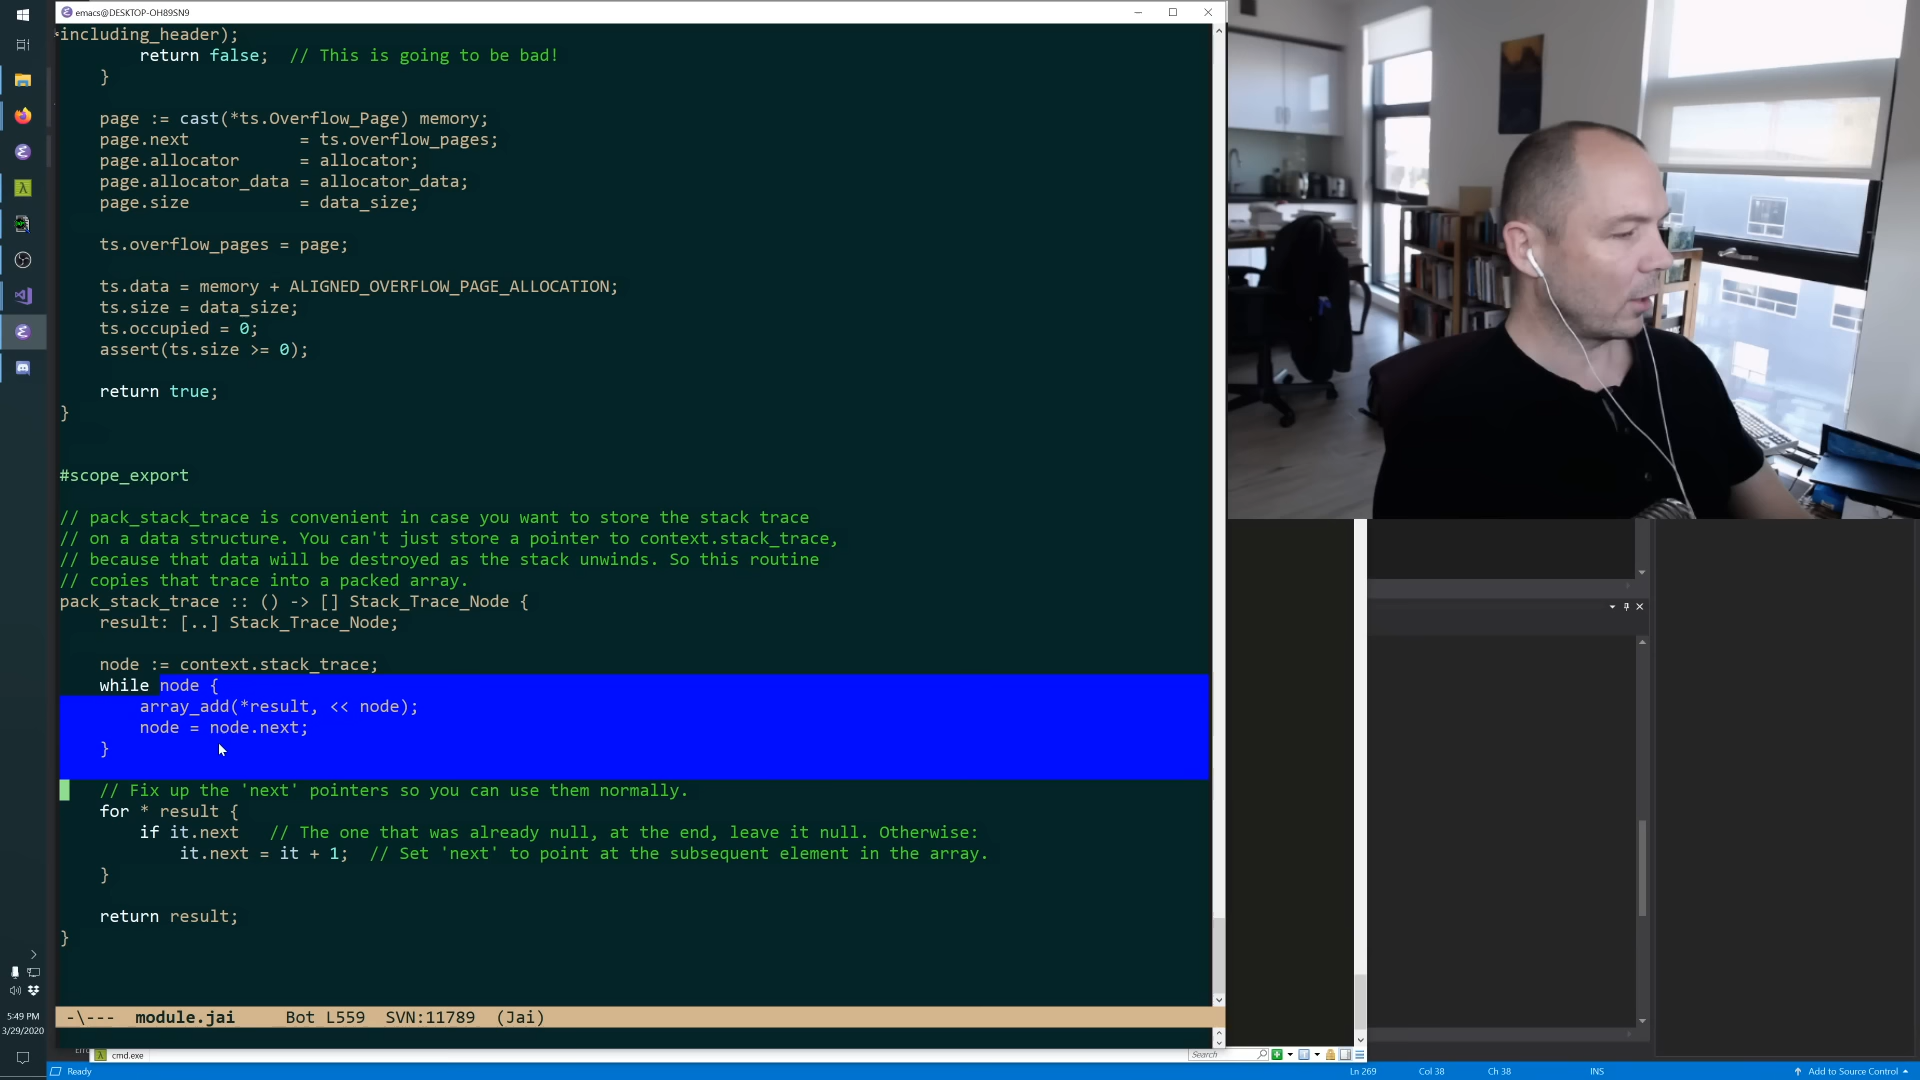 emacs@DESKTOP-OH89SN9
including_header);
return false;  // This is going to be bad!
}
page := cast(*ts.Overflow_Page) memory;
page.next           = ts.overflow_pages;
page.allocator      = allocator;
page.allocator_data = allocator_data;
page.size           = data_size;
ts.overflow_pages = page;
ts.data = memory + ALIGNED_OVERFLOW_PAGE_ALLOCATION;
ts.size = data_size;
ts.occupied = 0;
assert(ts.size >= 0);
return true;
}
#scope_export
// pack_stack_trace is convenient in case you want to store the stack trace
// on a data structure. You can't just store a pointer to context.stack_trace,
// because that data will be destroyed as the stack unwinds. So this routine
// copies that trace into a packed array.
pack_stack_trace :: () -> [] Stack_Trace_Node {
result: [..] Stack_Trace_Node;
node := context.stack_trace;
while node {
array_add(*result, << node);
node = node.next;
}
// Fix up the 'next' pointers so you can use them normally.
for * result {
if it.next   // The one that was already null, at the end, leave it null. Otherwise:
it.next = it + 1;  // Set 'next' to point at the subsequent element in the array.
}
return result;
}
-\---  module.jai     Bot L559  SVN:11789  (Jai)
5:49 PM
3/29/2020
cmd.exe
Search
Ready
Ln 269
Col 38
Ch 38
INS
Add to Source Control